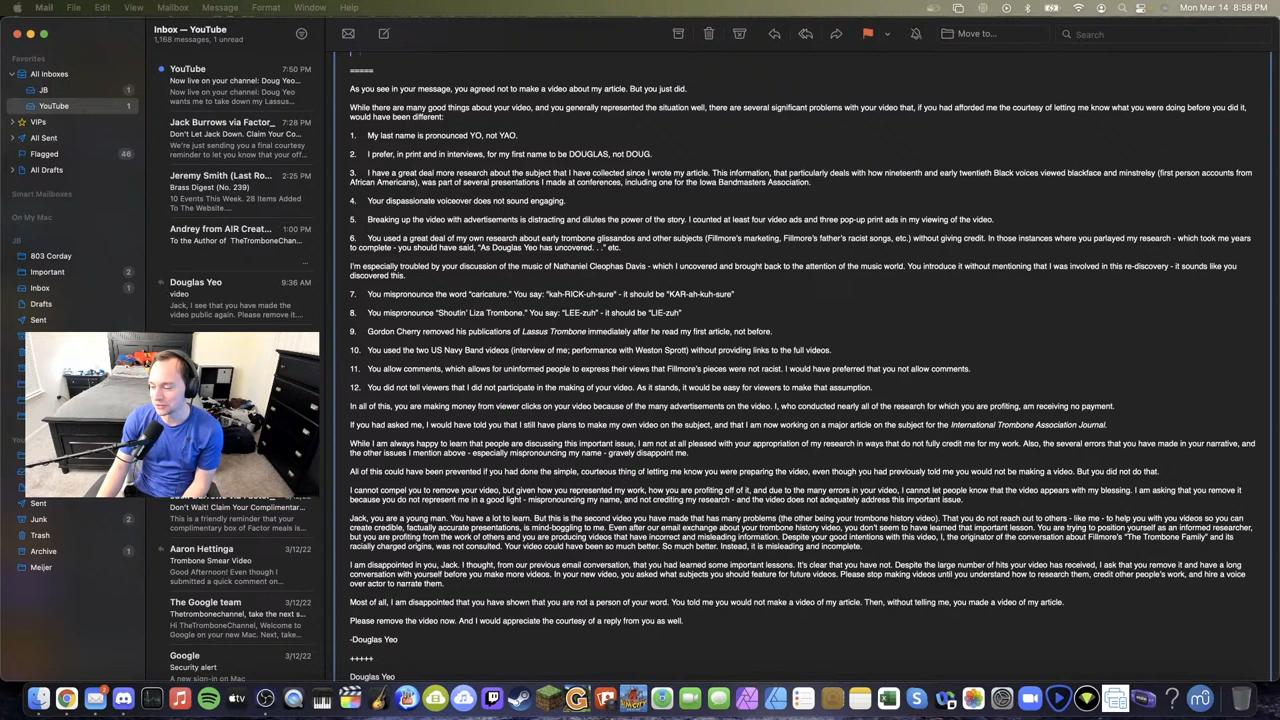 Mail File Edit View Mailbox Message Format Window Help
Mon Mar 14 8:58 PM
Inbox — YouTube
1,168 messages, 1 unread
Move to...
Search
Favorites
All Inboxes
JB 1
YouTube 1
VIPs
All Sent
Flagged 46
All Drafts
Smart Mailboxes
On My Mac
JB
803 Corday
Important 2
Inbox 2
Drafts
Sent
Sent
Junk 2
Trash
Archive 1
Meijer
YouTube 7:50 PM
Now live on your channel: Doug Yeo...
Now live on your channel: Doug Yeo
wants me to take down my Lassus...
Jack Burrows via Factor_ 7:28 PM
Don't Let Jack Down. Claim Your Co...
We're just sending you a final courtesy
reminder to let you know that your off...
Jeremy Smith (Last Ro... 2:25 PM
Brass Digest (No. 239)
10 Events This Week. 28 Items Added
To The Website...
Andrey from AIR Creat... 1:00 PM
To the Author of TheTromboneChan...
...
Douglas Yeo 9:36 AM
video
Jack, I see that you have made the
video public again. Please remove it....
Jack Burrows via Factor_
Don't Wait! Claim Your Complimentar...
This is a friendly reminder that your
complimentary box of Factor meals is...
Aaron Hettinga 3/12/22
Trombone Smear Video
Good Afternoon! Even though I
submitted a quick comment on...
The Google team 3/12/22
Thetrombonechannel, take the next s...
Hi TheTromboneChannel, Welcome to
Google on your new Mac. Next, take...
Google 3/12/22
Security alert
A new sign-in on Mac
=====
As you see in your message, you agreed not to make a video about my article. But you just did.
While there are many good things about your video, and you generally represented the situation well, there are several significant problems with your video that, if you had afforded me the courtesy of letting me know what you were doing before you did it,
would have been different:
1. My last name is pronounced YO, not YAO.
2. I prefer, in print and in interviews, for my first name to be DOUGLAS, not DOUG.
3. I have a great deal more research about the subject that I have collected since I wrote my article. This information, that particularly deals with how nineteenth and early twentieth Black voices viewed blackface and minstrelsy (first person accounts from
African Americans), was part of several presentations I made at conferences, including one for the Iowa Bandmasters Association.
4. Your dispassionate voiceover does not sound engaging.
5. Breaking up the video with advertisements is distracting and dilutes the power of the story. I counted at least four video ads and three pop-up print ads in my viewing of the video.
6. You used a great deal of my own research about early trombone glissandos and other subjects (Fillmore's marketing, Fillmore's father's racist songs, etc.) without giving credit. In those instances where you parlayed my research - which took me years
to complete - you should have said, "As Douglas Yeo has uncovered. . ." etc.
I'm especially troubled by your discussion of the music of Nathaniel Cleophas Davis - which I uncovered and brought back to the attention of the music world. You introduce it without mentioning that I was involved in this re-discovery - it sounds like you
discovered this.
7. You mispronounce the word "caricature." You say: "kah-RICK-uh-sure" - it should be "KAR-ah-kuh-sure"
8. You mispronounce "Shoutin' Liza Trombone." You say: "LEE-zuh" - it should be "LIE-zuh"
9. Gordon Cherry removed his publications of Lassus Trombone immediately after he read my first article, not before.
10. You used the two US Navy Band videos (interview of me; performance with Weston Sprott) without providing links to the full videos.
11. You allow comments, which allows for uninformed people to express their views that Fillmore's pieces were not racist. I would have preferred that you not allow comments.
12. You did not tell viewers that I did not participate in the making of your video. As it stands, it would be easy for viewers to make that assumption.
In all of this, you are making money from viewer clicks on your video because of the many advertisements on the video. I, who conducted nearly all of the research for which you are profiting, am receiving no payment.
If you had asked me, I would have told you that I still have plans to make my own video on the subject, and that I am now working on a major article on the subject for the International Trombone Association Journal.
While I am always happy to learn that people are discussing this important issue, I am not at all pleased with your appropriation of my research in ways that do not fully credit me for my work. Also, the several errors that you have made in your narrative, and
the other issues I mention above - especially mispronouncing my name - gravely disappoint me.
All of this could have been prevented if you had done the simple, courteous thing of letting me know you were preparing the video, even though you had previously told me you would not be making a video. But you did not do that.
I cannot compel you to remove your video, but given how you represented my work, how you are profiting off of it, and due to the many errors in your video, I cannot let people know that the video appears with my blessing. I am asking that you remove it
because you do not represent me in a good light - mispronouncing my name, and not crediting my research - and the video does not adequately address this important issue.
Jack, you are a young man. You have a lot to learn. But this is the second video you have made that has many problems (the other being your trombone history video). That you do not reach out to others - like me - to help you with you videos so you can
create credible, factually accurate presentations, is mind-boggling to me. Even after our email exchange about your trombone history video, you don't seem to have learned that important lesson. You are trying to position yourself as an informed researcher,
but you are profiting from the work of others and you are producing videos that have incorrect and misleading information. Despite your good intentions with this video, I, the originator of the conversation about Fillmore's "The Trombone Family" and its
racially charged origins, was not consulted. Your video could have been so much better. So much better. Instead, it is misleading and incomplete.
I am disappointed in you, Jack. I thought, from our previous email conversation, that you had learned some important lessons. It's clear that you have not. Despite the large number of hits your video has received, I ask that you remove it and have a long
conversation with yourself before you make more videos. In your new video, you asked what subjects you should feature for future videos. Please stop making videos until you understand how to research them, credit other people's work, and hire a voice
over actor to narrate them.
Most of all, I am disappointed that you have shown that you are not a person of your word. You told me you would not make a video of my article. Then, without telling me, you made a video of my article.
Please remove the video now. And I would appreciate the courtesy of a reply from you as well.
-Douglas Yeo
+++++
Douglas Yeo